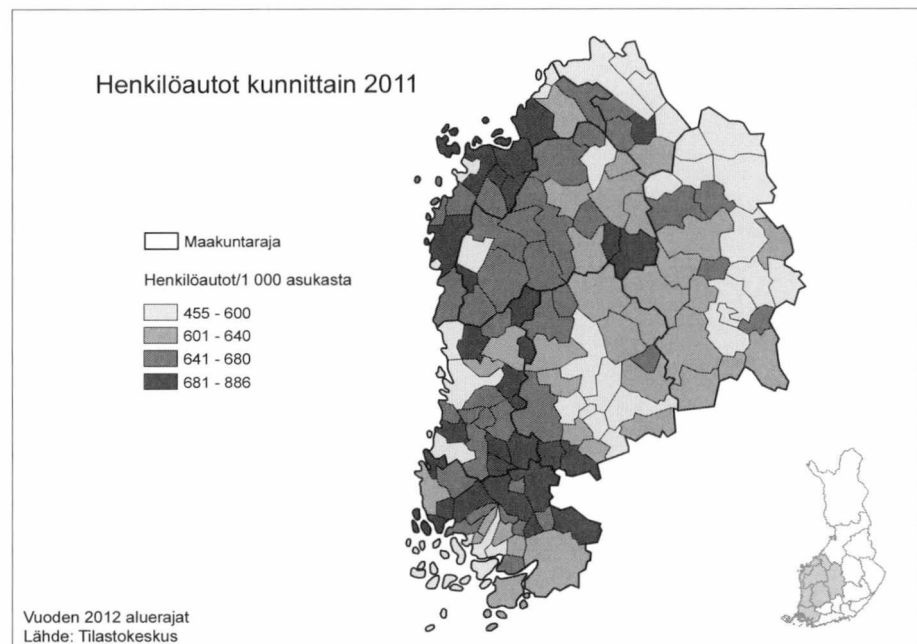 Henkilöautot kunnittain 2011
Maakuntaraja
Henkilöautot/1 000 asukasta
455 - 600
601 - 640
641 - 680
681 - 886
Vuoden 2012 aluerajat
Lähde: Tilastokeskus